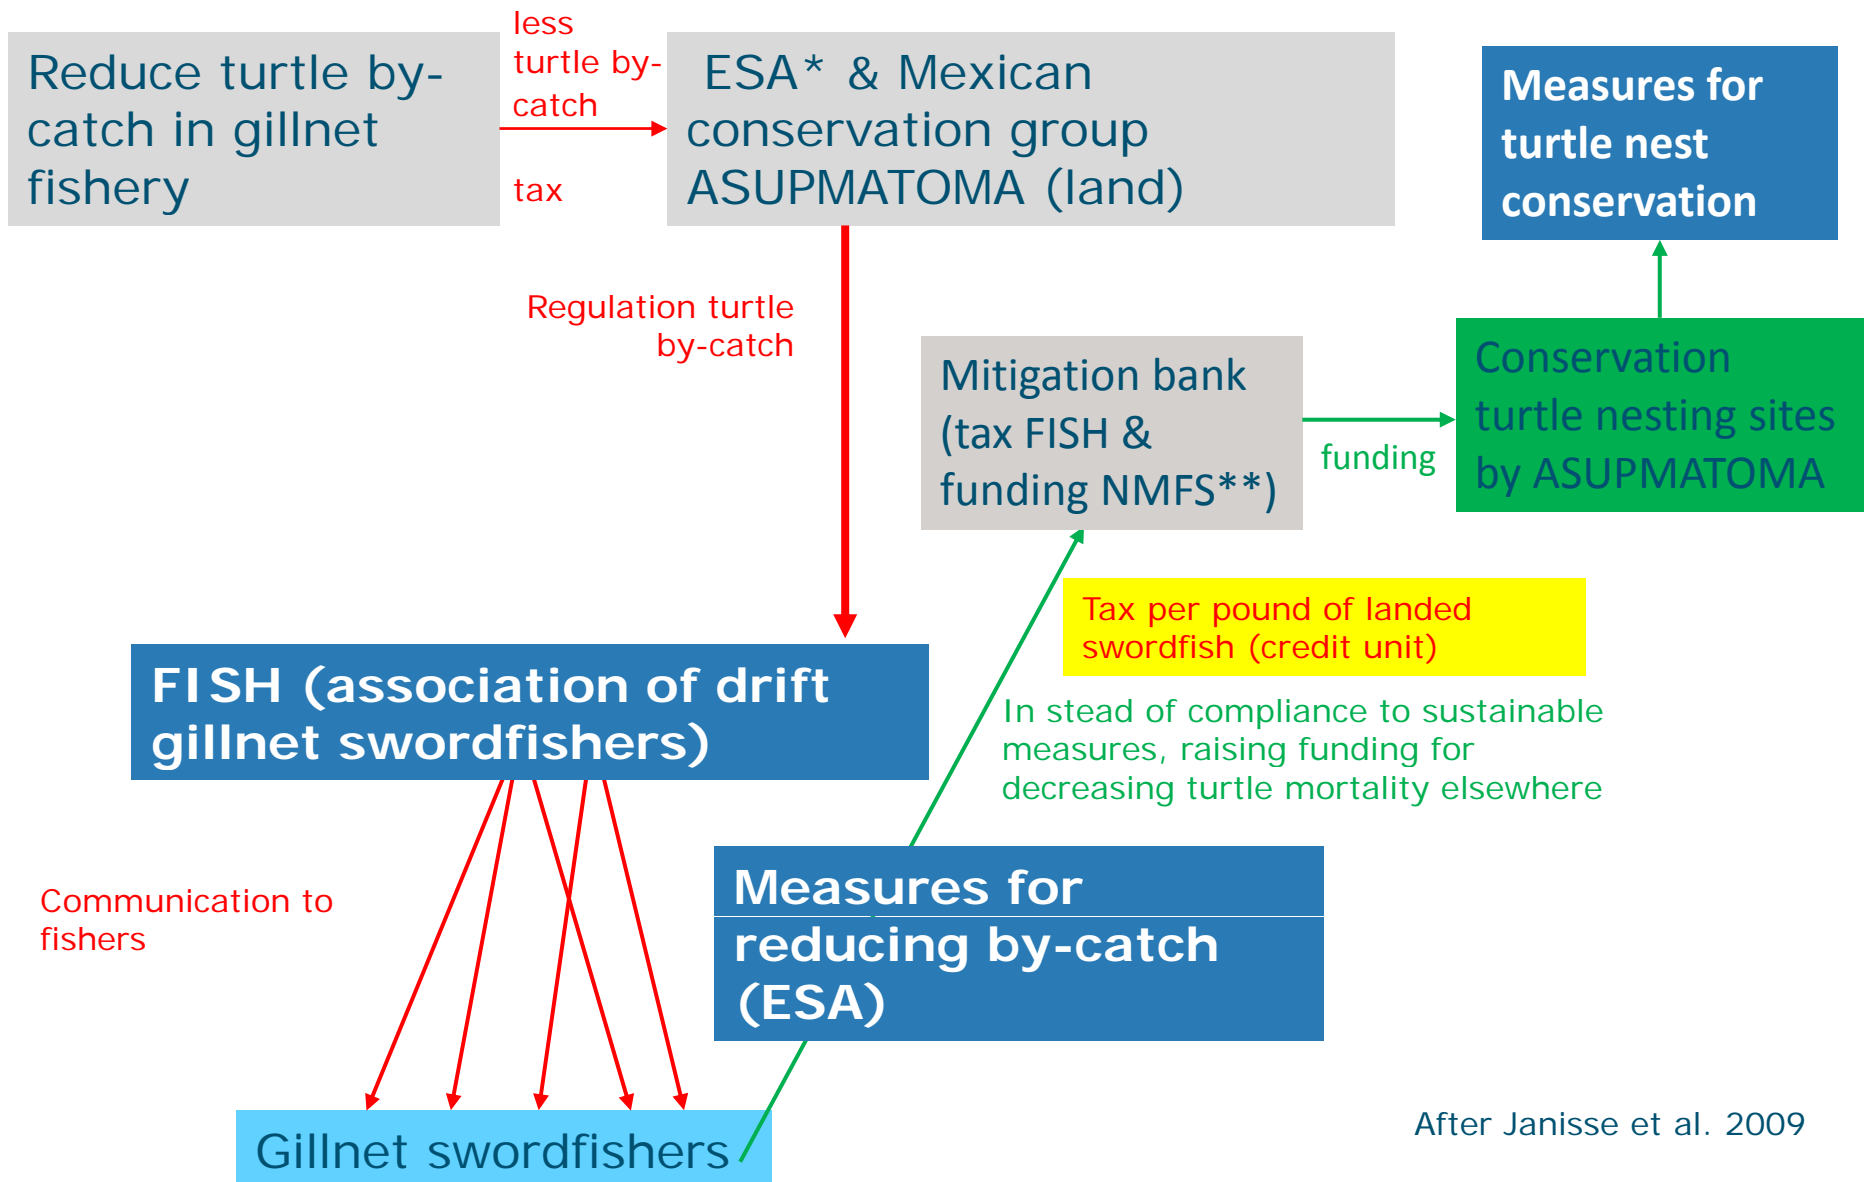 Reduce turtle by-
catch in gillnet
fishery
less
turtle by-
catch
tax
ESA* & Mexican
conservation group
ASUPMATOMA (land)
Measures for
turtle nest
conservation
Regulation turtle
by-catch
Mitigation bank
(tax FISH &
funding NMFS**)
funding
Conservation
turtle nesting sites
by ASUPMATOMA
Tax per pound of landed
swordfish (credit unit)
FISH (association of drift
gillnet swordfishers)
In stead of compliance to sustainable
measures, raising funding for
decreasing turtle mortality elsewhere
Communication to
fishers
Measures for
reducing by-catch
(ESA)
Gillnet swordfishers
After Janisse et al. 2009